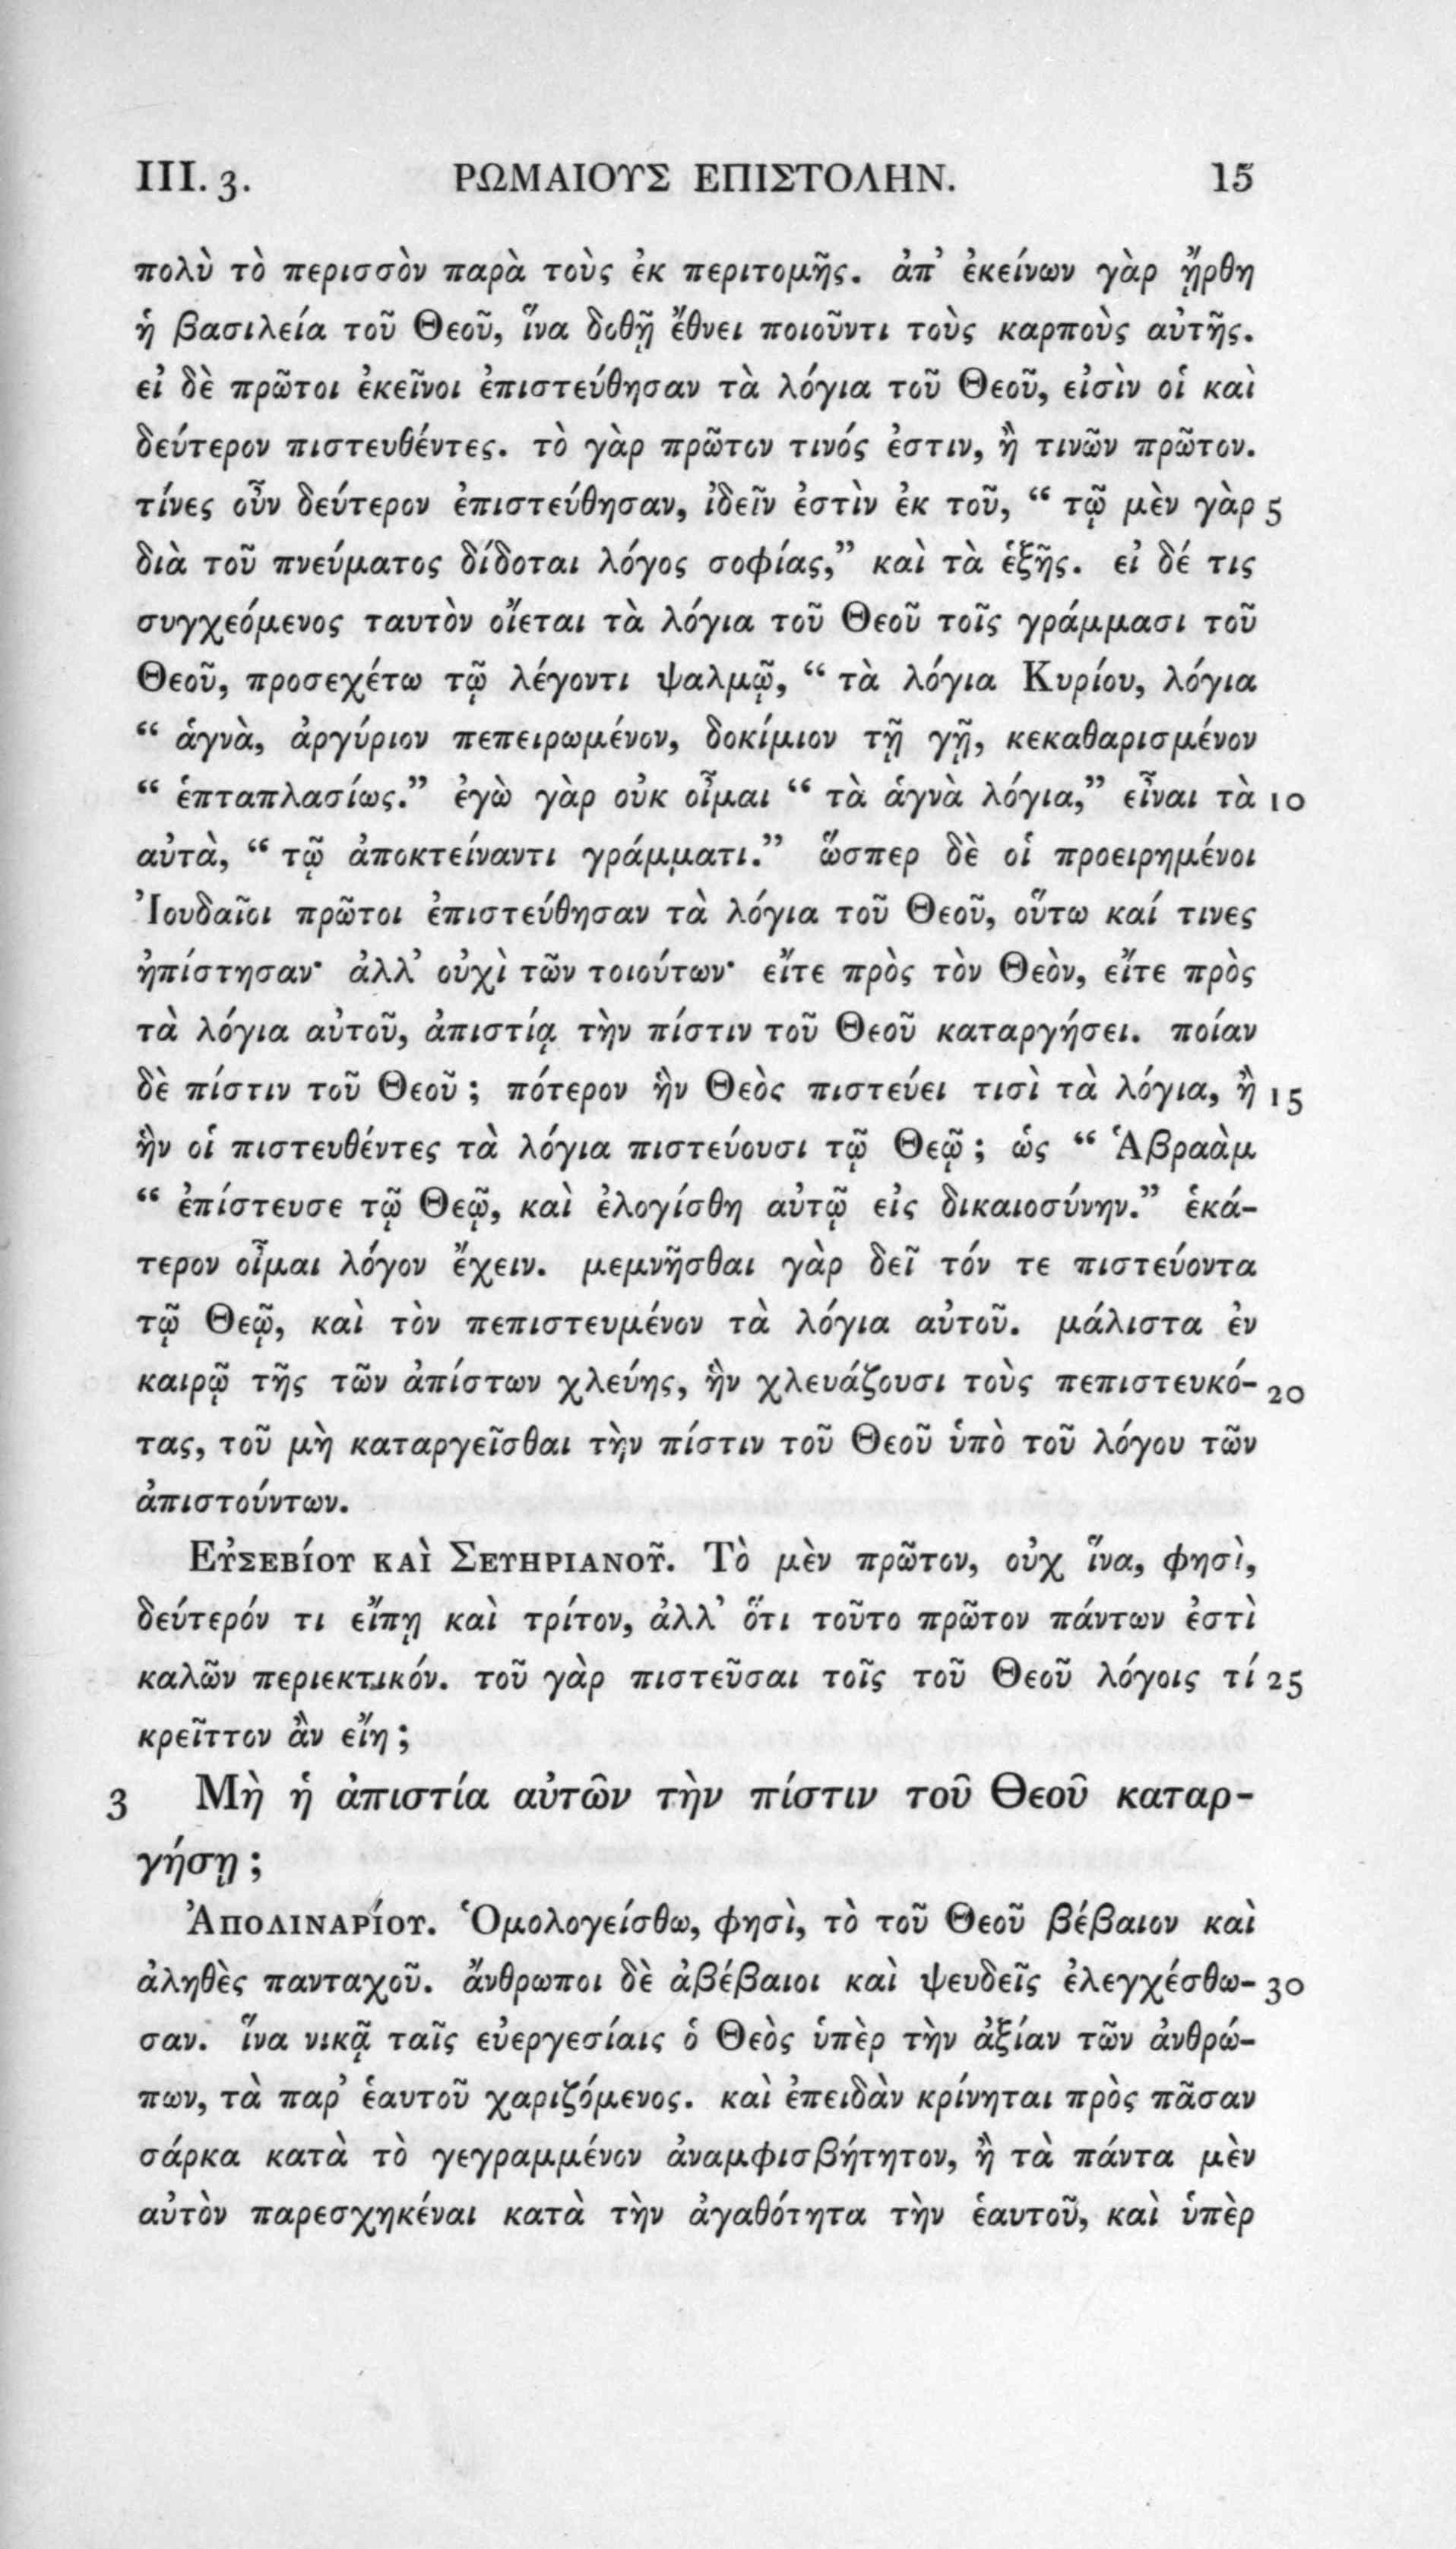 III. 3. ΡΩΜΑΙΟΥΣ ΕΠΙΣΤΟΛΗΝ. 15
πολὺ τὸ περισσὸν παρὰ τοὺς ἐκ περιτομῆς. ἀπ’ ἐκείνων γὰρ ᾔρθη
ἡ βασιλεία τοῦ Θεοῦ, ἵνα δοθῇ ἔθνει ποιοῦντι τοὺς καρποὺς αὐτῆς.
εἰ δὲ πρῶτοι ἐκεῖνοι ἐπιστεύθησαν τὰ λόγια τοῦ Θεοῦ, εἰσὶν οἱ καὶ
δεύτερον πιστευθέντες. τὸ γὰρ πρῶτον τινός ἐστιν, ἢ τινῶν πρῶτον.
τίνες οὖν δεύτερον ἐπιστεύθησαν, ἰδεῖν ἐστὶν ἐκ τοῦ, “ τῷ μὲν γὰρ 5
διὰ τοῦ πνεύματος δίδοται λόγος σοφίας,” καὶ τὰ ἑξῆς. εἰ δέ τις
συγχεόμενος ταυτὸν οἴεται τὰ λόγια τοῦ Θεοῦ τοῖς γράμμασι τοῦ
Θεοῦ, προσεχέτω τῷ λέγοντι ψαλμῷ, “ τὰ λόγια Κυρίου, λόγια
“ ἁγνὰ, ἀργύριον πεπειρωμένον, δοκίμιον τῇ γῇ, κεκαθαρισμένον
“ ἑπταπλασίως.” ἐγὼ γὰρ οὐκ οἶμαι “ τὰ ἁγνὰ λόγια,” εἶναι τὰ 10
αὐτὰ, “ τῷ ἀποκτείναντι γράμματι.” ὥσπερ δὲ οἱ προειρημένοι
Ἰουδαῖοι πρῶτοι ἐπιστεύθησαν τὰ λόγια τοῦ Θεοῦ, οὕτω καί τινες
ἠπίστησαν· ἀλλ’ οὐχὶ τῶν τοιούτων· εἴτε πρὸς τὸν Θεὸν, εἴτε πρὸς
τὰ λόγια αὐτοῦ, ἀπιστίᾳ τὴν πίστιν τοῦ Θεοῦ καταργήσει. ποίαν
δὲ πίστιν τοῦ Θεοῦ ; πότερον ἣν Θεὸς πιστεύει τισὶ τὰ λόγια, ἢ 15
ἣν οἱ πιστευθέντες τὰ λόγια πιστεύουσι τῷ Θεῷ ; ὡς “ Ἁβραὰμ
“ ἐπίστευσε τῷ Θεῷ, καὶ ἐλογίσθη αὐτῷ εἰς δικαιοσύνην.” ἑκά-
τερον οἶμαι λόγον ἔχειν. μεμνῆσθαι γὰρ δεῖ τόν τε πιστεύοντα
τῷ Θεῷ, καὶ τὸν πεπιστευμένον τὰ λόγια αὐτοῦ. μάλιστα ἐν
καιρῷ τῆς τῶν ἀπίστων χλεύης, ἣν χλευάζουσι τοὺς πεπιστευκό- 20
τας, τοῦ μὴ καταργεῖσθαι τὴν πίστιν τοῦ Θεοῦ ὑπὸ τοῦ λόγου τῶν
ἀπιστούντων.
Εὐσεβίου καὶ Σευηριανοῦ. Τὸ μὲν πρῶτον, οὐχ ἵνα, φησὶ,
δεύτερόν τι εἴπῃ καὶ τρίτον, ἀλλ’ ὅτι τοῦτο πρῶτον πάντων ἐστὶ
καλῶν περιεκτικόν. τοῦ γὰρ πιστεῦσαι τοῖς τοῦ Θεοῦ λόγοις τί 25
κρεῖττον ἂν εἴη ;
3 Μὴ ἡ ἀπιστία αὐτῶν τὴν πίστιν τοῦ Θεοῦ καταρ-
γήσῃ ;
Ἀπολιναρίου. Ὁμολογείσθω, φησὶ, τὸ τοῦ Θεοῦ βέβαιον καὶ
ἀληθὲς πανταχοῦ. ἄνθρωποι δὲ ἀβέβαιοι καὶ ψευδεῖς ἐλεγχέσθω- 30
σαν. ἵνα νικᾷ ταῖς εὐεργεσίαις ὁ Θεὸς ὑπὲρ τὴν ἀξίαν τῶν ἀνθρώ-
πων, τὰ παρ’ ἑαυτοῦ χαριζόμενος. καὶ ἐπειδὰν κρίνηται πρὸς πᾶσαν
σάρκα κατὰ τὸ γεγραμμένον ἀναμφισβήτητον, ἢ τὰ πάντα μὲν
αὐτὸν παρεσχηκέναι κατὰ τὴν ἀγαθότητα τὴν ἑαυτοῦ, καὶ ὑπὲρ